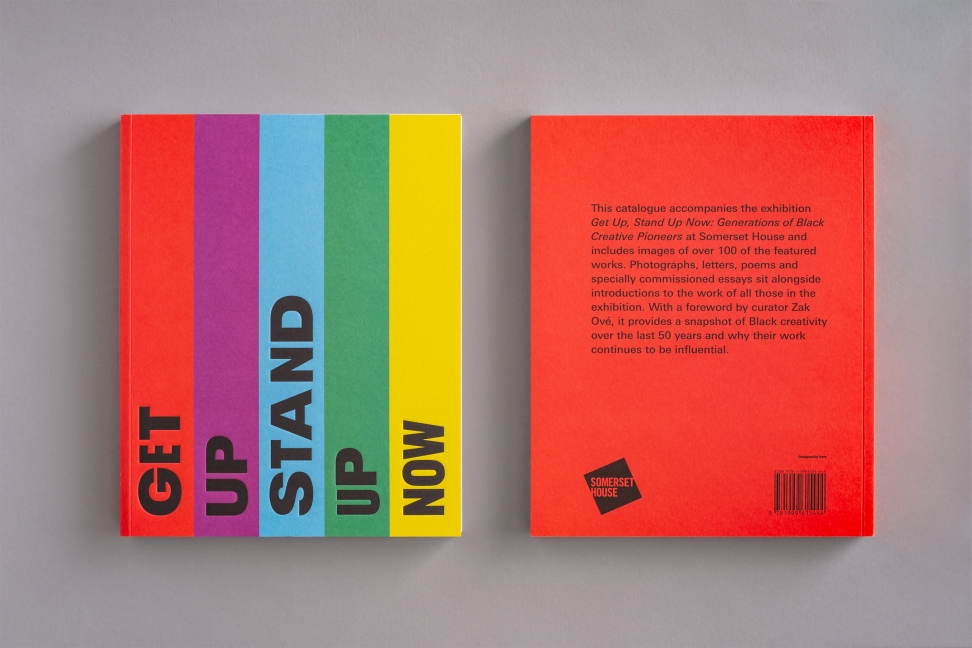 GET
UP
STAND
UP
NOW
This catalogue accompanies the exhibition
Get Up, Stand Up Now: Generations of Black
Creative Pioneers at Somerset House and
includes images of over 100 of the featured
works. Photographs, letters, poems and
specially commissioned essays sit alongside
introductions to the work of all those in the
exhibition. With a foreword by curator Zak
Ové, it provides a snapshot of Black creativity
over the last 50 years and why their work
continues to be influential.
SOMERSET
HOUSE